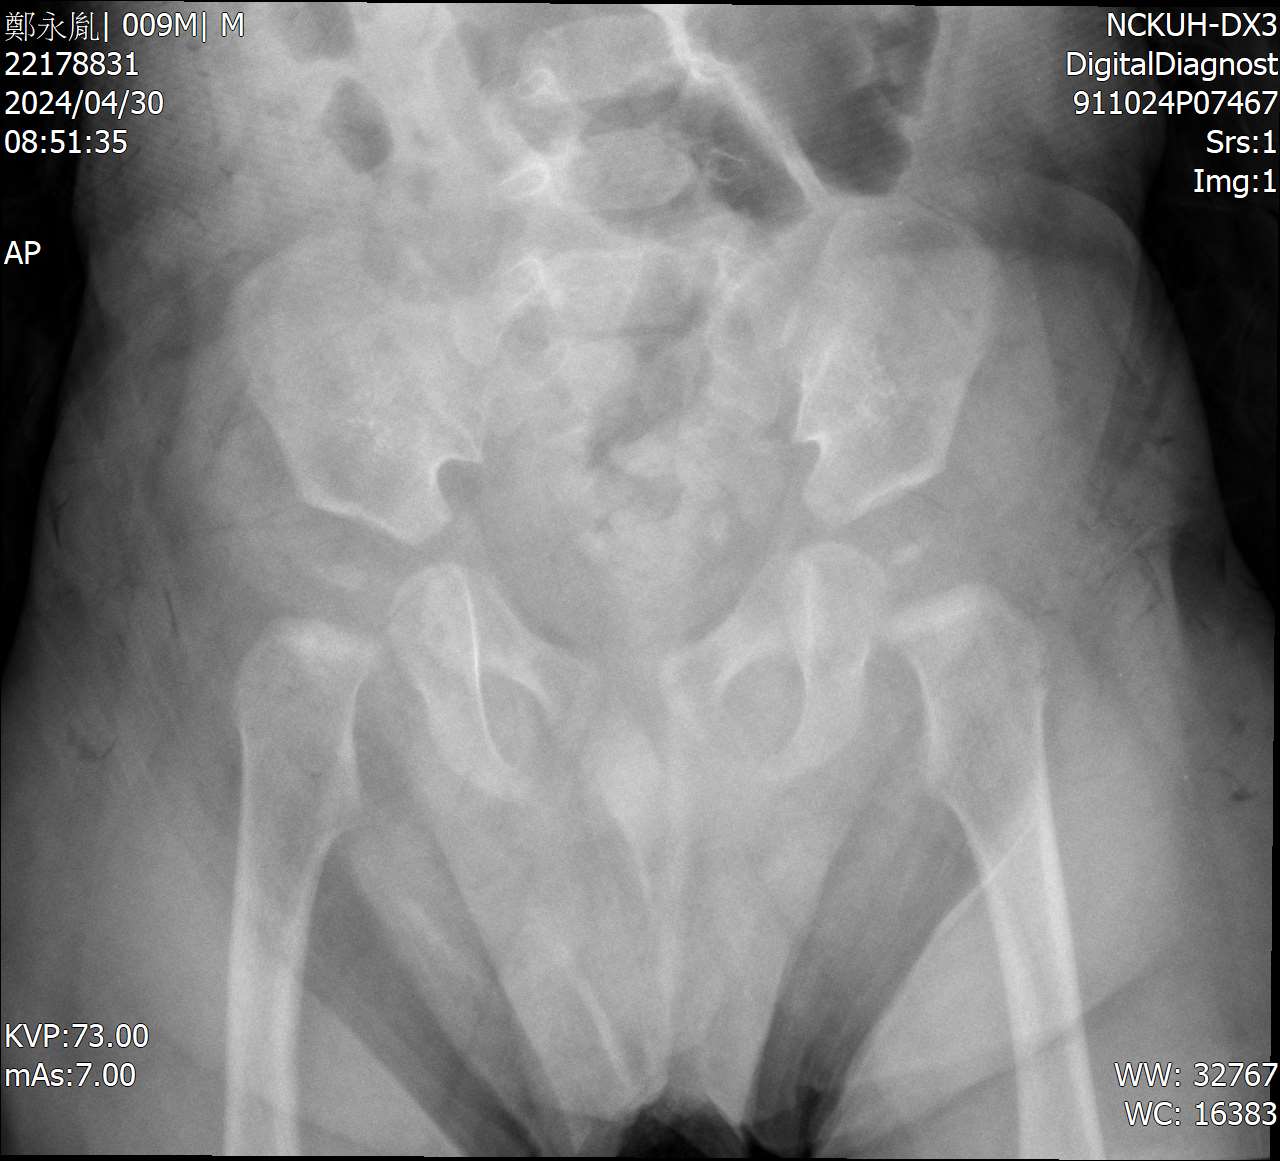 鄭永胤| 009M| M
22178831
2024/04/30
08:51:35
AP
NCKUH-DX3
DigitalDiagnost
911024P07467
Srs:1
Img:1
KVP:73.00
mAs:7.00
WW: 32767
WC: 16383